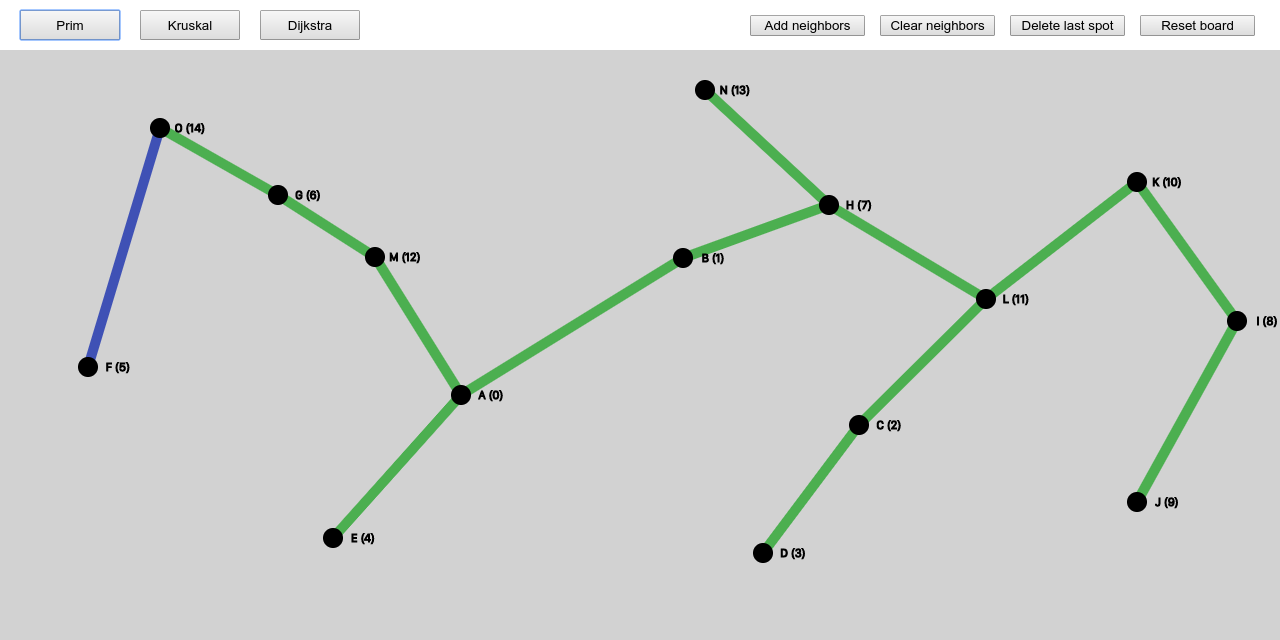 Prim
Kruskal
Dijkstra
Add neighbors
Clear neighbors
Delete last spot
Reset board
N (13)
O (14)
K (10)
G (6)
H (7)
M (12)
B (1)
L (11)
I (8)
F (5)
A (0)
C (2)
J (9)
E (4)
D (3)